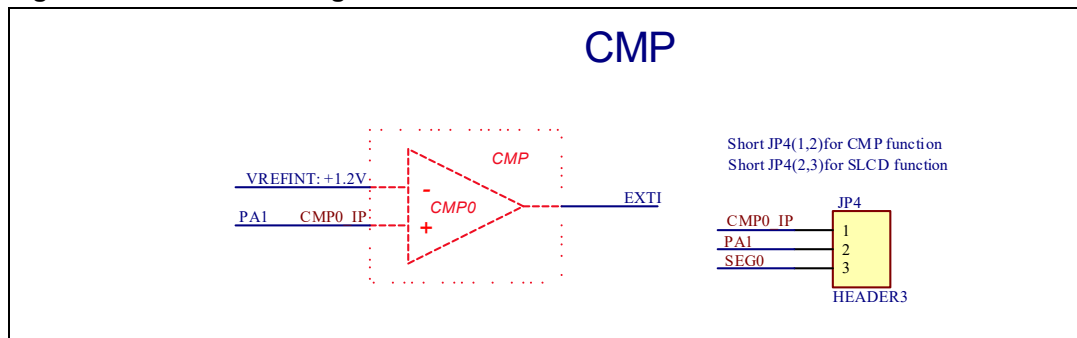 CMP
Short JP4(1,2)for CMP function
Short JP4(2,3)for SLCD function
CMP
VREFINT: +1.2V
-
CMP0
EXTI
PA1 CMP0_IP
+
JP4
CMP0_IP 1
PA1 2
SEG0 3
HEADER3